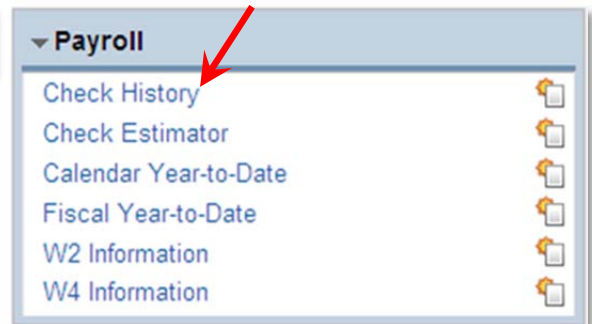 Payroll
Check History
Check Estimator
Calendar Year-to-Date
Fiscal Year-to-Date
W2 Information
W4 Information